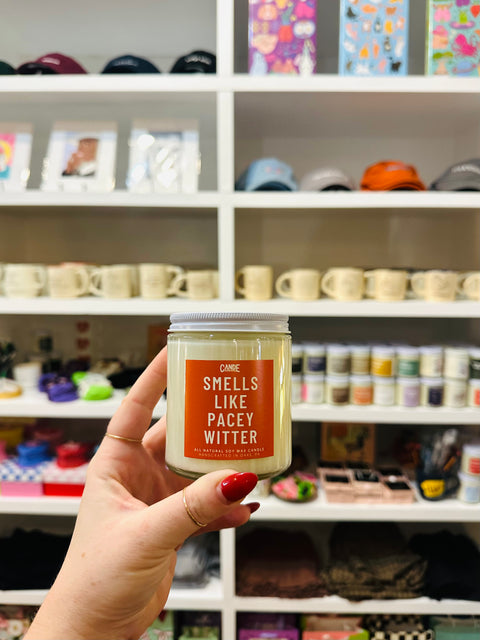 CANDE
SMELLS
LIKE
PACEY
WITTER
ALL NATURAL SOY WAX CANDLE